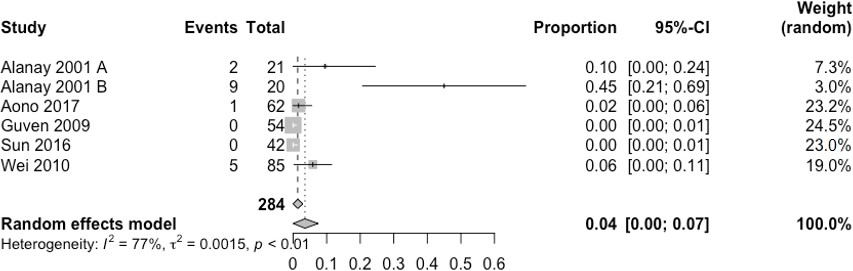 Weight
Study Events Total Proportion 95%-CI (random)
Alanay 2001 A 2 21 0.10 [0.00; 0.24] 7.3%
Alanay 2001 B 9 20 0.45 [0.21; 0.69] 3.0%
Aono 2017 1 62 0.02 [0.00; 0.06] 23.2%
Guven 2009 0 54 0.00 [0.00; 0.01] 24.5%
Sun 2016 0 42 0.00 [0.00; 0.01] 23.0%
Wei 2010 5 85 0.06 [0.00; 0.11] 19.0%
284
Random effects model 0.04 [0.00; 0.07] 100.0%
Heterogeneity: I² = 77%, τ² = 0.0015, p < 0.01
0 0.1 0.2 0.3 0.4 0.5 0.6